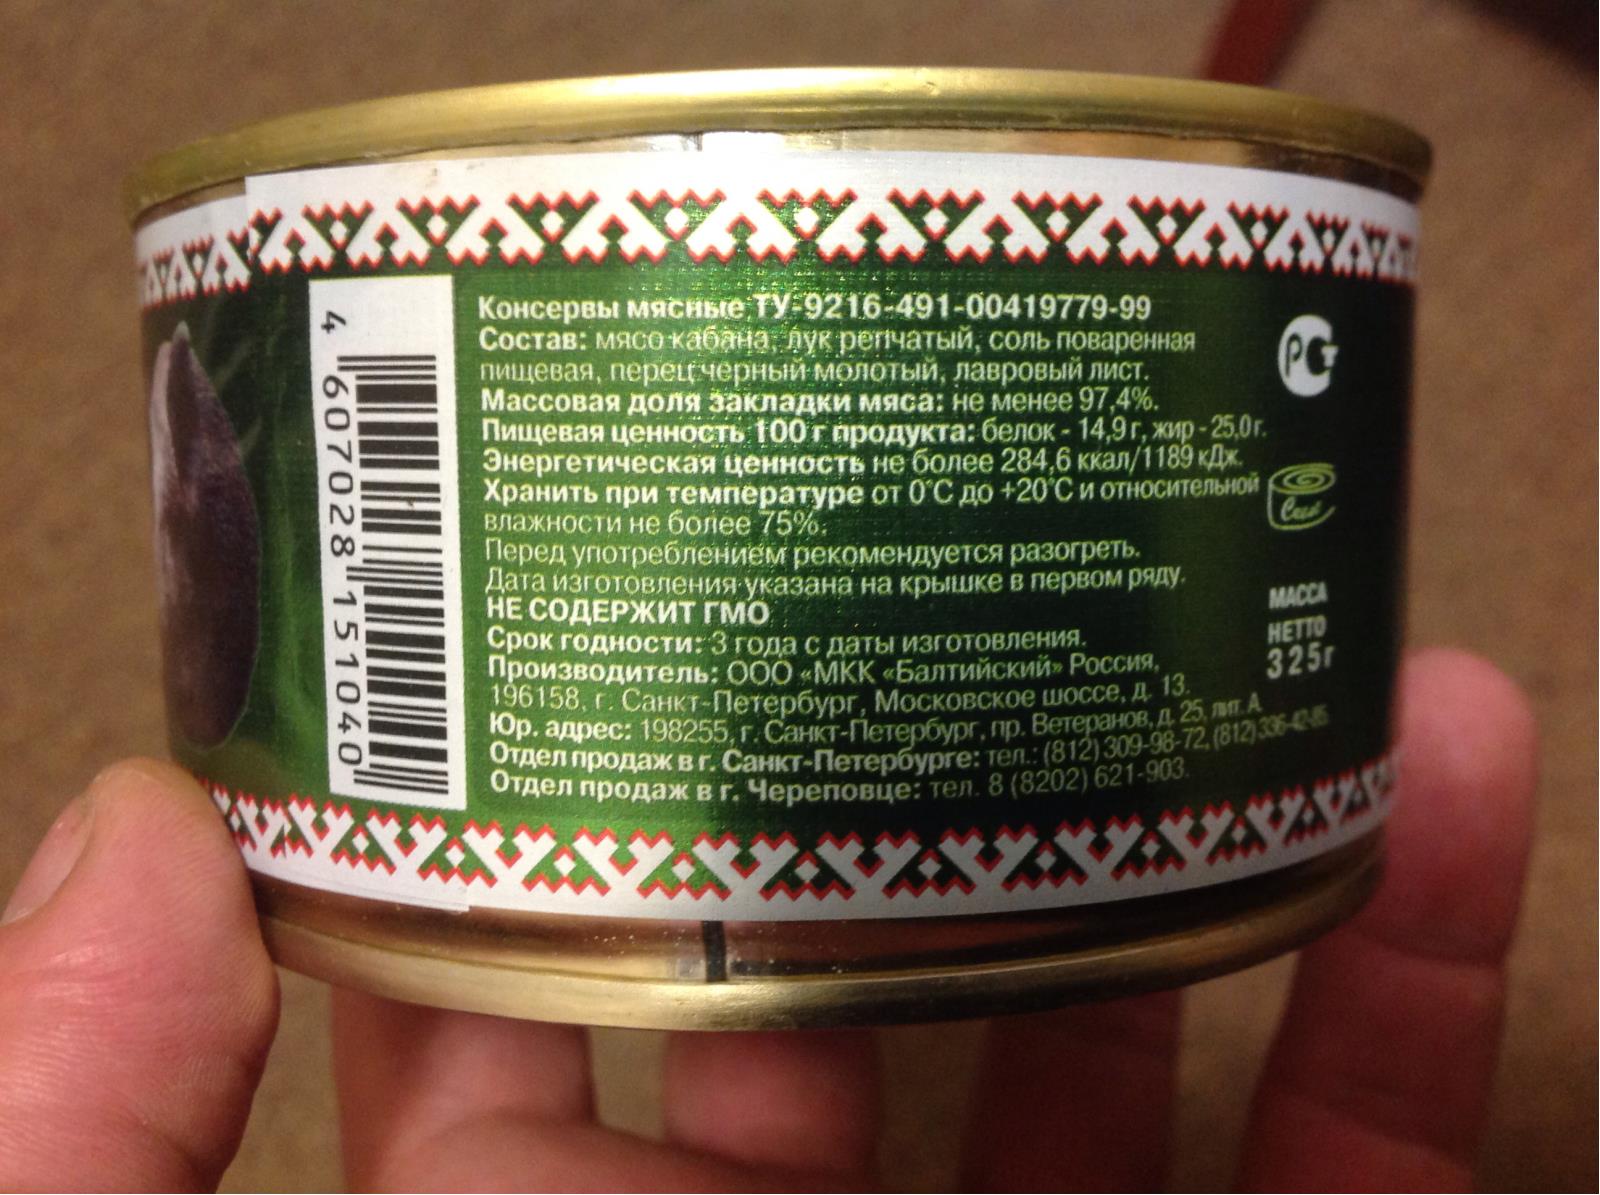 Консервы мясные ТУ-9216-491-00419779-99
Состав: мясо кабана, лук репчатый, соль поваренная
пищевая, перец черный молотый, лавровый лист.
Массовая доля закладки мяса: не менее 97,4%.
Пищевая ценность 100 г продукта: белок - 14,9 г, жир - 25,0 г.
Энергетическая ценность не более 284,6 ккал/1189 кДж.
Хранить при температуре от 0°С до +20°С и относительной
влажности не более 75%.
Перед употреблением рекомендуется разогреть.
Дата изготовления указана на крышке в первом ряду.
НЕ СОДЕРЖИТ ГМО
Срок годности: 3 года с даты изготовления.
Производитель: ООО «МКК «Балтийский» Россия,
196158, г. Санкт-Петербург, Московское шоссе, д. 13.
Юр. адрес: 198255, г. Санкт-Петербург, пр. Ветеранов, д. 25, лит. А.
Отдел продаж в г. Санкт-Петербурге: тел.: (812) 309-98-72, (812) 336-42-85.
Отдел продаж в г. Череповце: тел. 8 (8202) 621-903.
4 607028 151040
РСТ
МАССА
НЕТТО
325г